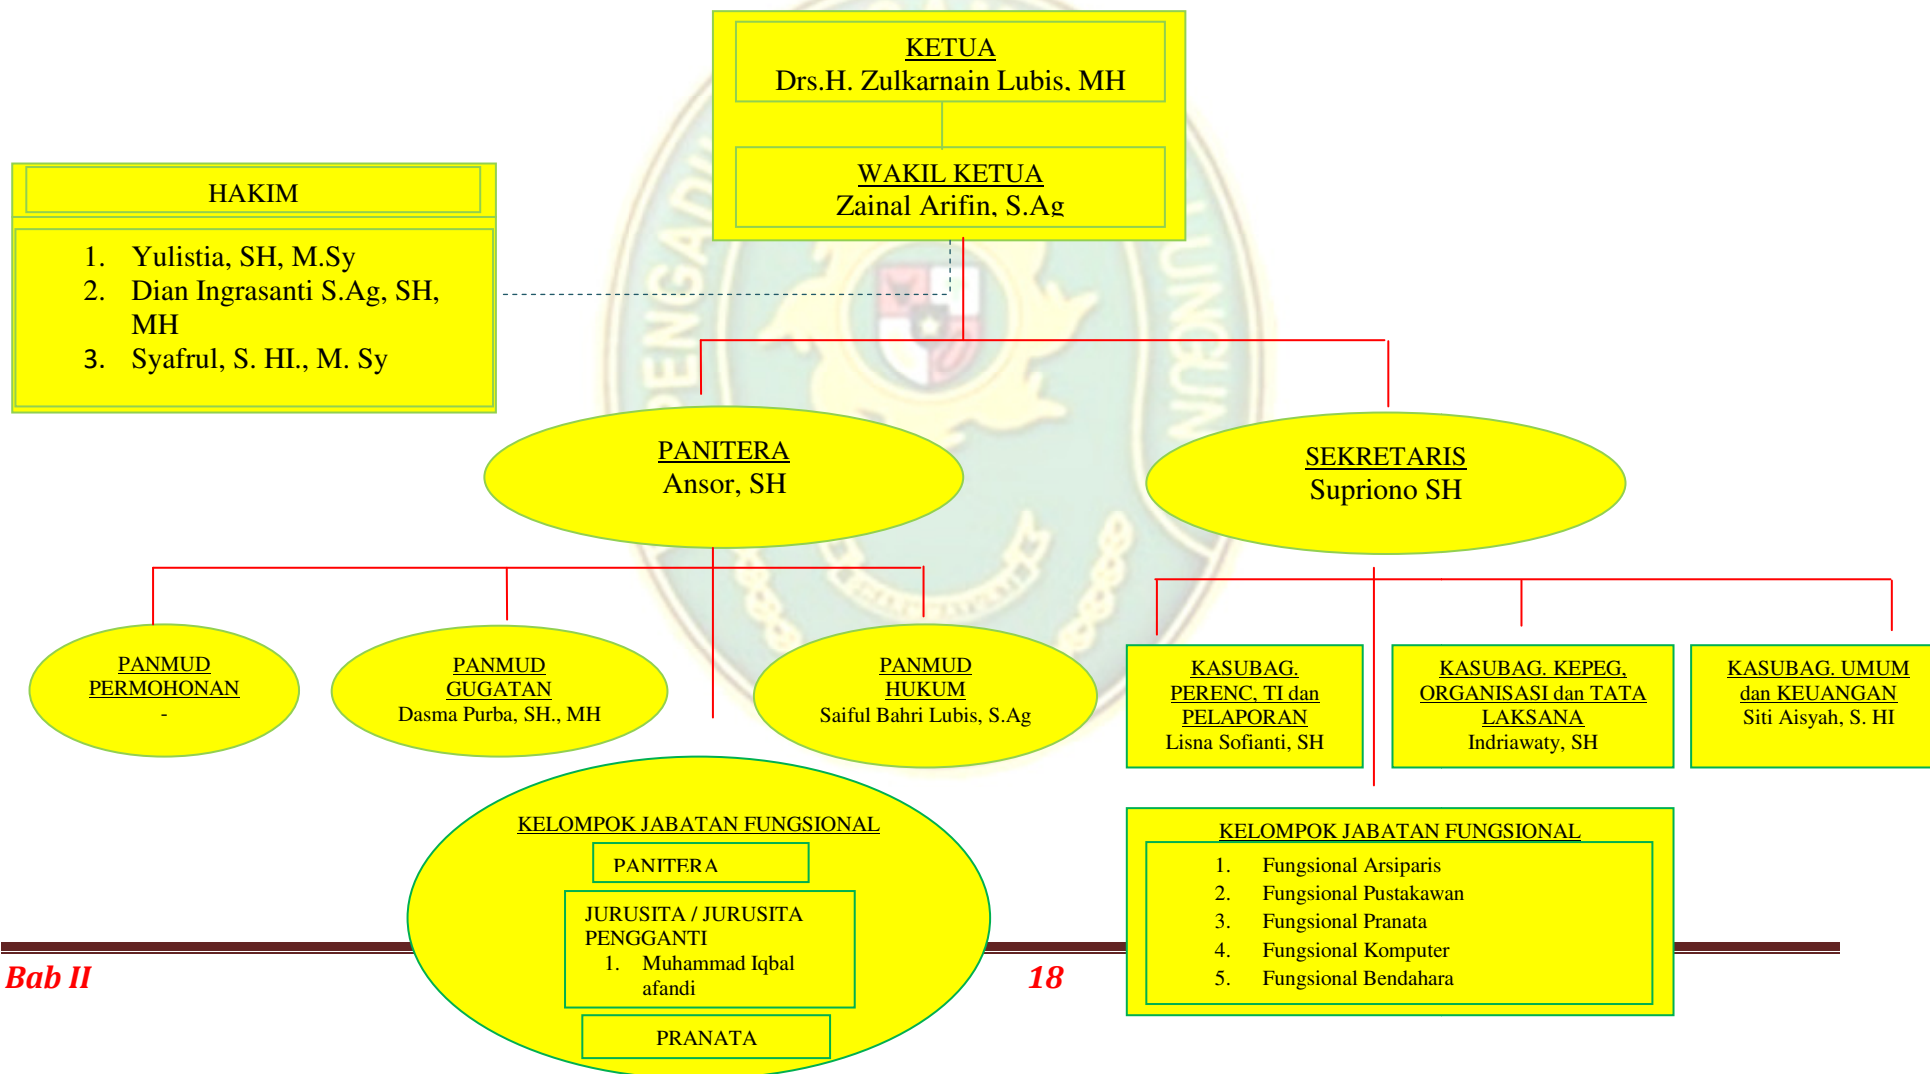 KETUA
Drs.H. Zulkarnain Lubis, MH
WAKIL KETUA
Zainal Arifin, S.Ag
HAKIM
1. Yulistia, SH, M.Sy
2. Dian Ingrasanti S.Ag, SH,
MH
3. Syafrul, S. HI., M. Sy
PENGADIL
UNGUN
PANITERA
Ansor, SH
SEKRETARIS
Supriono SH
PANMUD
PERMOHONAN
-
PANMUD
GUGATAN
Dasma Purba, SH., MH
PANMUD
HUKUM
Saiful Bahri Lubis, S.Ag
KASUBAG.
PERENC, TI dan
PELAPORAN
Lisna Sofianti, SH
KASUBAG. KEPEG,
ORGANISASI dan TATA
LAKSANA
Indriawaty, SH
KASUBAG. UMUM
dan KEUANGAN
Siti Aisyah, S. HI
KELOMPOK JABATAN FUNGSIONAL
PANITERA
JURUSITA / JURUSITA
PENGGANTI
1. Muhammad Iqbal
afandi
PRANATA
KELOMPOK JABATAN FUNGSIONAL
1. Fungsional Arsiparis
2. Fungsional Pustakawan
3. Fungsional Pranata
4. Fungsional Komputer
5. Fungsional Bendahara
Bab II
18